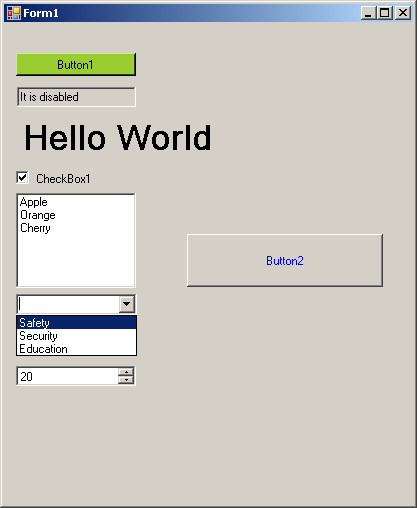 Form1
Button1
It is disabled
Hello World
CheckBox1
Apple
Orange
Cherry
Button2
Safety
Security
Education
20